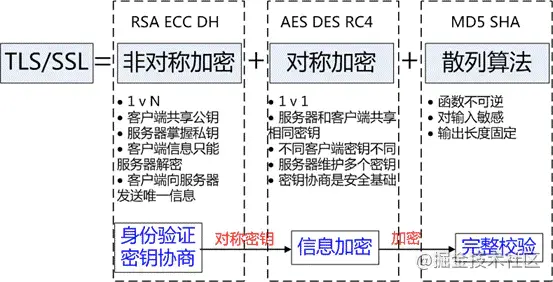 RSA ECC DH
AES DES RC4
MD5 SHA
TLS/SSL = 非对称加密 + 对称加密 + 散列算法
• 1 v N
• 客户端共享公钥
• 服务器掌握私钥
• 客户端信息只能
服务器解密
• 客户端向服务器
发送唯一信息
• 1 v 1
• 服务器和客户端共享
相同密钥
• 不同客户端密钥不同
• 服务器维护多个密钥
• 密钥协商是安全基础
• 函数不可逆
• 对输入敏感
• 输出长度固定
身份验证
密钥协商
对称密钥
信息加密
加密
完整校验
@掘金技术社区